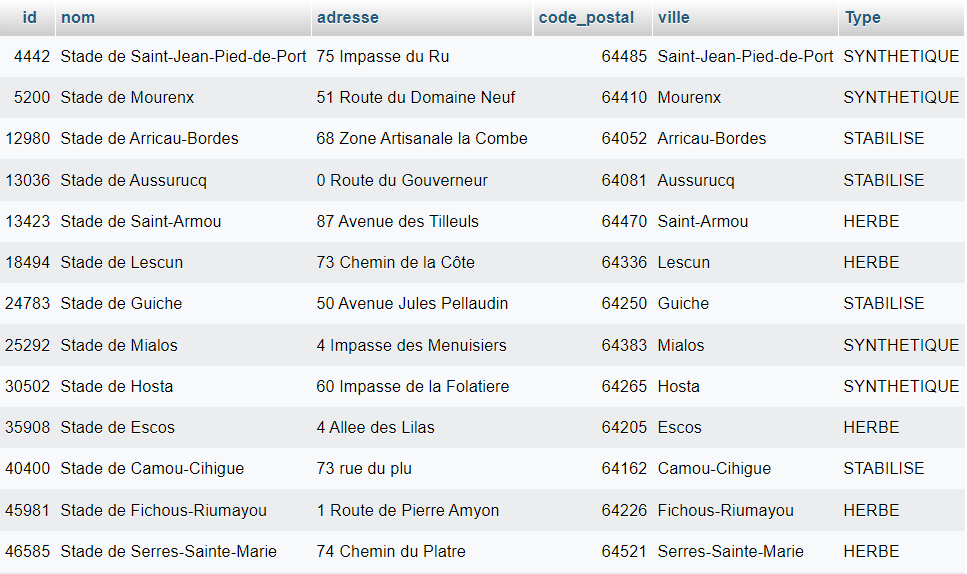 id nom adresse code_postal ville Type
4442 Stade de Saint-Jean-Pied-de-Port 75 Impasse du Ru 64485 Saint-Jean-Pied-de-Port SYNTHETIQUE
5200 Stade de Mourenx 51 Route du Domaine Neuf 64410 Mourenx SYNTHETIQUE
12980 Stade de Arricau-Bordes 68 Zone Artisanale la Combe 64052 Arricau-Bordes STABILISE
13036 Stade de Aussurucq 0 Route du Gouverneur 64081 Aussurucq STABILISE
13423 Stade de Saint-Armou 87 Avenue des Tilleuls 64470 Saint-Armou HERBE
18494 Stade de Lescun 73 Chemin de la Côte 64336 Lescun HERBE
24783 Stade de Guiche 50 Avenue Jules Pellaudin 64250 Guiche STABILISE
25292 Stade de Mialos 4 Impasse des Menuisiers 64383 Mialos SYNTHETIQUE
30502 Stade de Hosta 60 Impasse de la Folatiere 64265 Hosta SYNTHETIQUE
35908 Stade de Escos 4 Allee des Lilas 64205 Escos HERBE
40400 Stade de Camou-Cihigue 73 rue du plu 64162 Camou-Cihigue STABILISE
45981 Stade de Fichous-Riumayou 1 Route de Pierre Amyon 64226 Fichous-Riumayou HERBE
46585 Stade de Serres-Sainte-Marie 74 Chemin du Platre 64521 Serres-Sainte-Marie HERBE